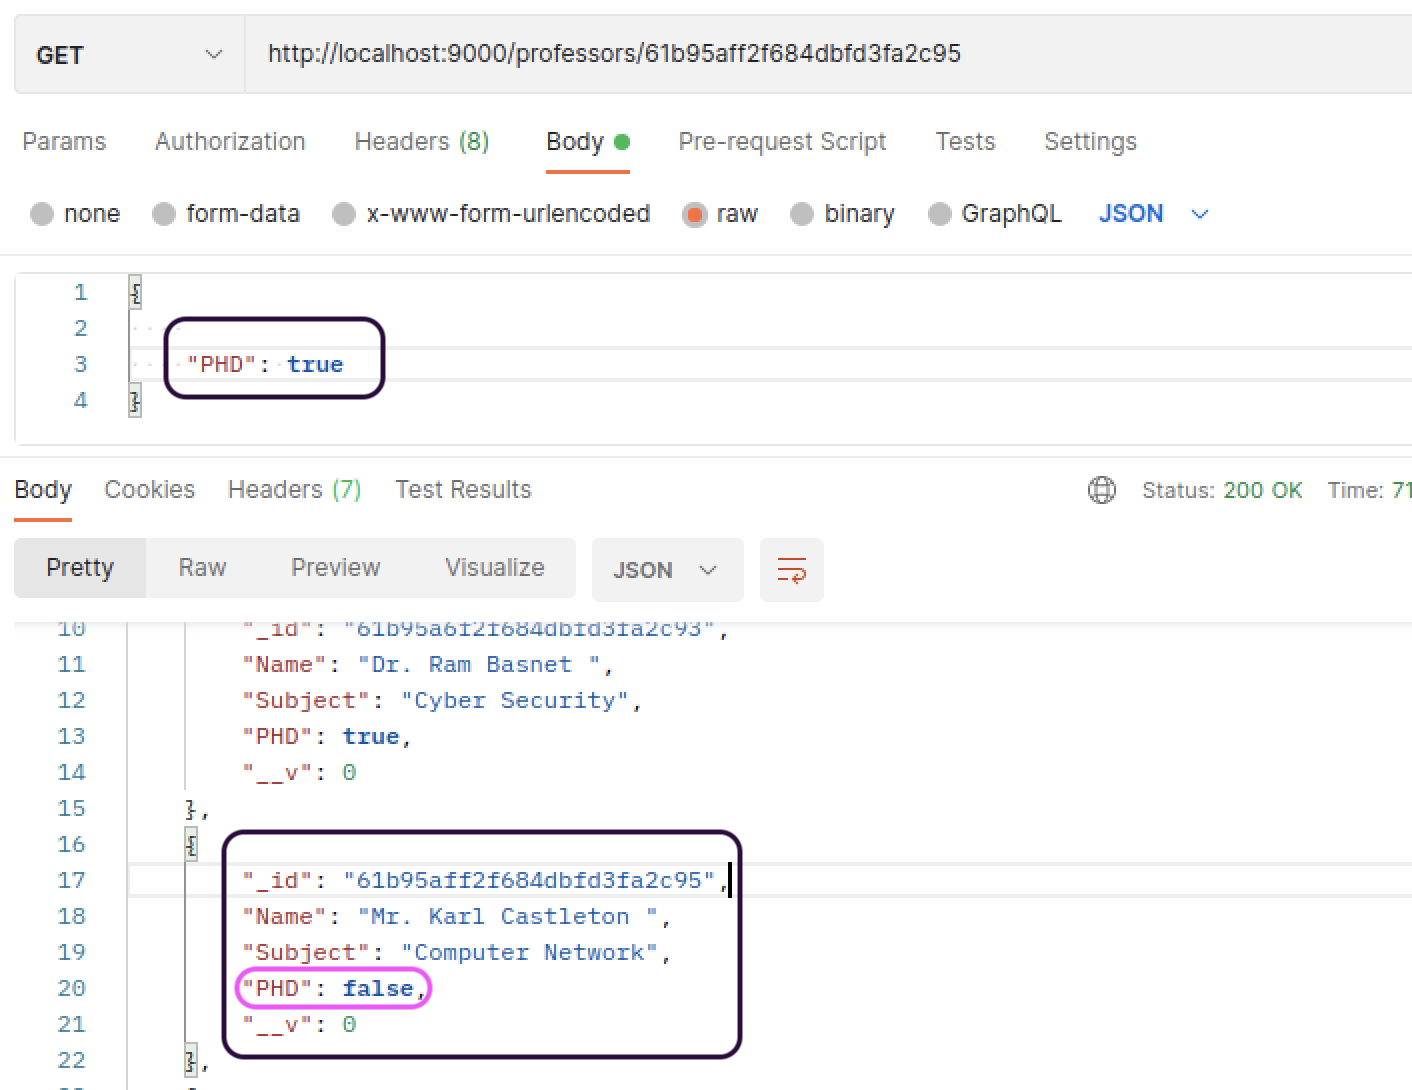 GET http://localhost:9000/professors/61b95aff2f684dbfd3fa2c95
Params Authorization Headers (8) Body Pre-request Script Tests Settings
none form-data x-www-form-urlencoded raw binary GraphQL JSON
1 {
2
3 "PHD": true
4 }
Body Cookies Headers (7) Test Results Status: 200 OK Time: 71
Pretty Raw Preview Visualize JSON
10 "_id": "61b95a6f2f684dbfd3fa2c93",
11 "Name": "Dr. Ram Basnet ",
12 "Subject": "Cyber Security",
13 "PHD": true,
14 "__v": 0
15 },
16 {
17 "_id": "61b95aff2f684dbfd3fa2c95",
18 "Name": "Mr. Karl Castleton ",
19 "Subject": "Computer Network",
20 "PHD": false,
21 "__v": 0
22 },